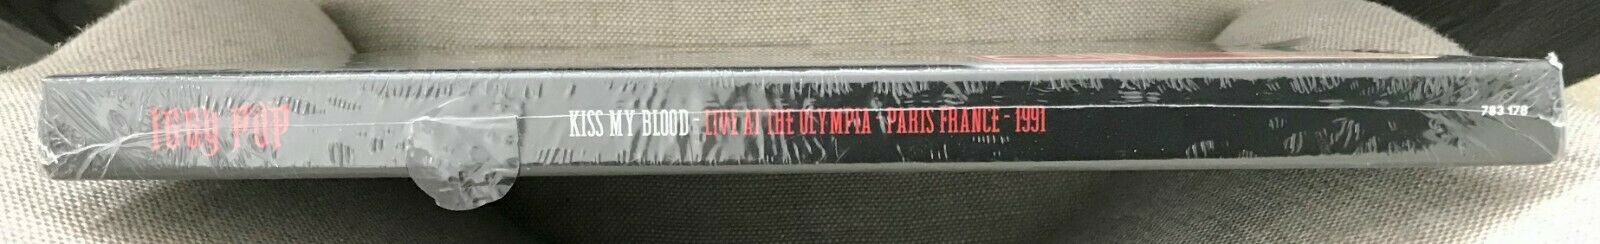 IGGY POP KISS MY BLOOD - LIVE AT THE OLYMPIA - PARIS FRANCE - 1991 783 178